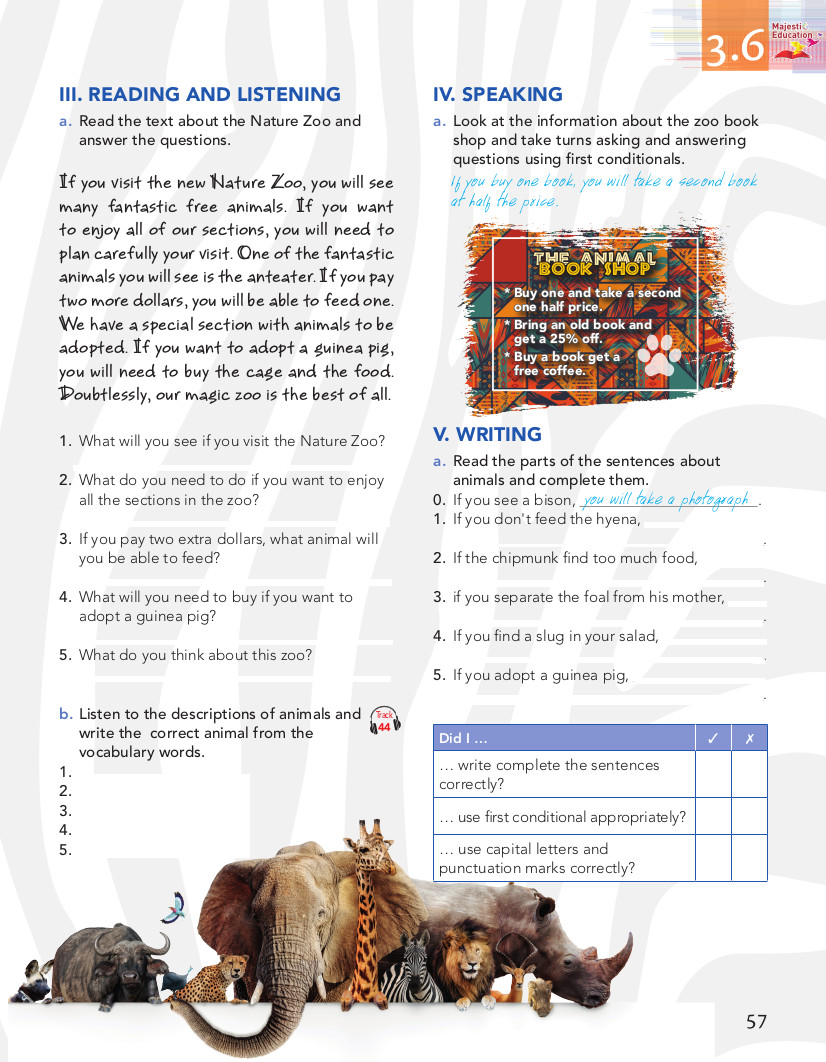 3.6
Majesti
Education
III. READING AND LISTENING
a. Read the text about the Nature Zoo and
answer the questions.
If you visit the new Nature Zoo, you will see
many fantastic free animals. If you want
to enjoy all of our sections, you will need to
plan carefully your visit. One of the fantastic
animals you will see is the anteater. If you pay
two more dollars, you will be able to feed one.
We have a special section with animals to be
adopted. If you want to adopt a guinea pig,
you will need to buy the cage and the food.
Doubtlessly, our magic zoo is the best of all.
1. What will you see if you visit the Nature Zoo?
2. What do you need to do if you want to enjoy
all the sections in the zoo?
3. If you pay two extra dollars, what animal will
you be able to feed?
4. What will you need to buy if you want to
adopt a guinea pig?
5. What do you think about this zoo?
b. Listen to the descriptions of animals and
write the correct animal from the
vocabulary words.
Track
44
1.
2.
3.
4.
5.
IV. SPEAKING
a. Look at the information about the zoo book
shop and take turns asking and answering
questions using first conditionals.
If you buy one book, you will take a second book
at half the price.
THE ANIMAL
BOOK SHOP
* Buy one and take a second
one half price.
* Bring an old book and
get a 25% off.
* Buy a book get a
free coffee.
V. WRITING
a. Read the parts of the sentences about
animals and complete them.
0. If you see a bison, you will take a photograph.
1. If you don't feed the hyena,
.
2. If the chipmunk find too much food,
.
3. if you separate the foal from his mother,
.
4. If you find a slug in your salad,
.
5. If you adopt a guinea pig,
.
Did I ... ✓ ✗
... write complete the sentences
correctly?
... use first conditional appropriately?
... use capital letters and
punctuation marks correctly?
57